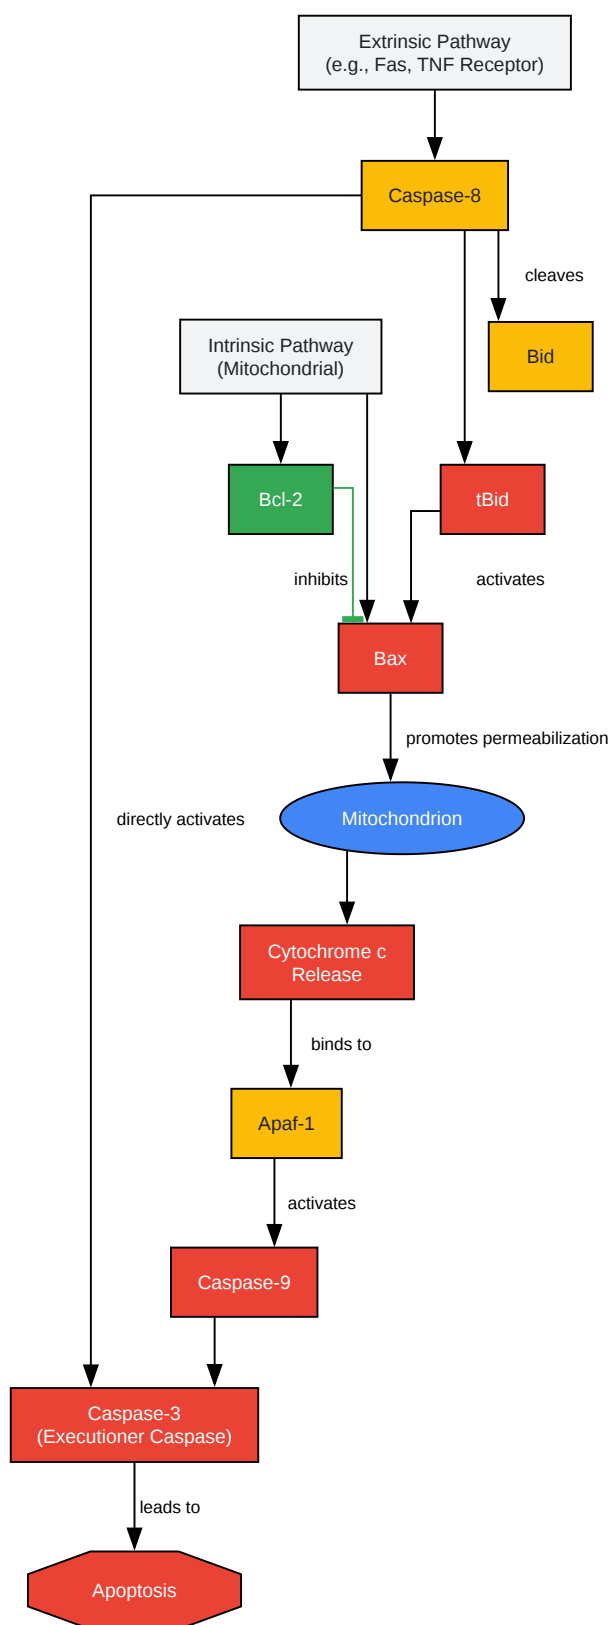 Extrinsic Pathway
(e.g., Fas, TNF Receptor)
Caspase-8
cleaves
Bid
Intrinsic Pathway
(Mitochondrial)
Bcl-2
tBid
inhibits
activates
Bax
promotes permeabilization
directly activates
Mitochondrion
Cytochrome c
Release
binds to
Apaf-1
activates
Caspase-9
Caspase-3
(Executioner Caspase)
leads to
Apoptosis